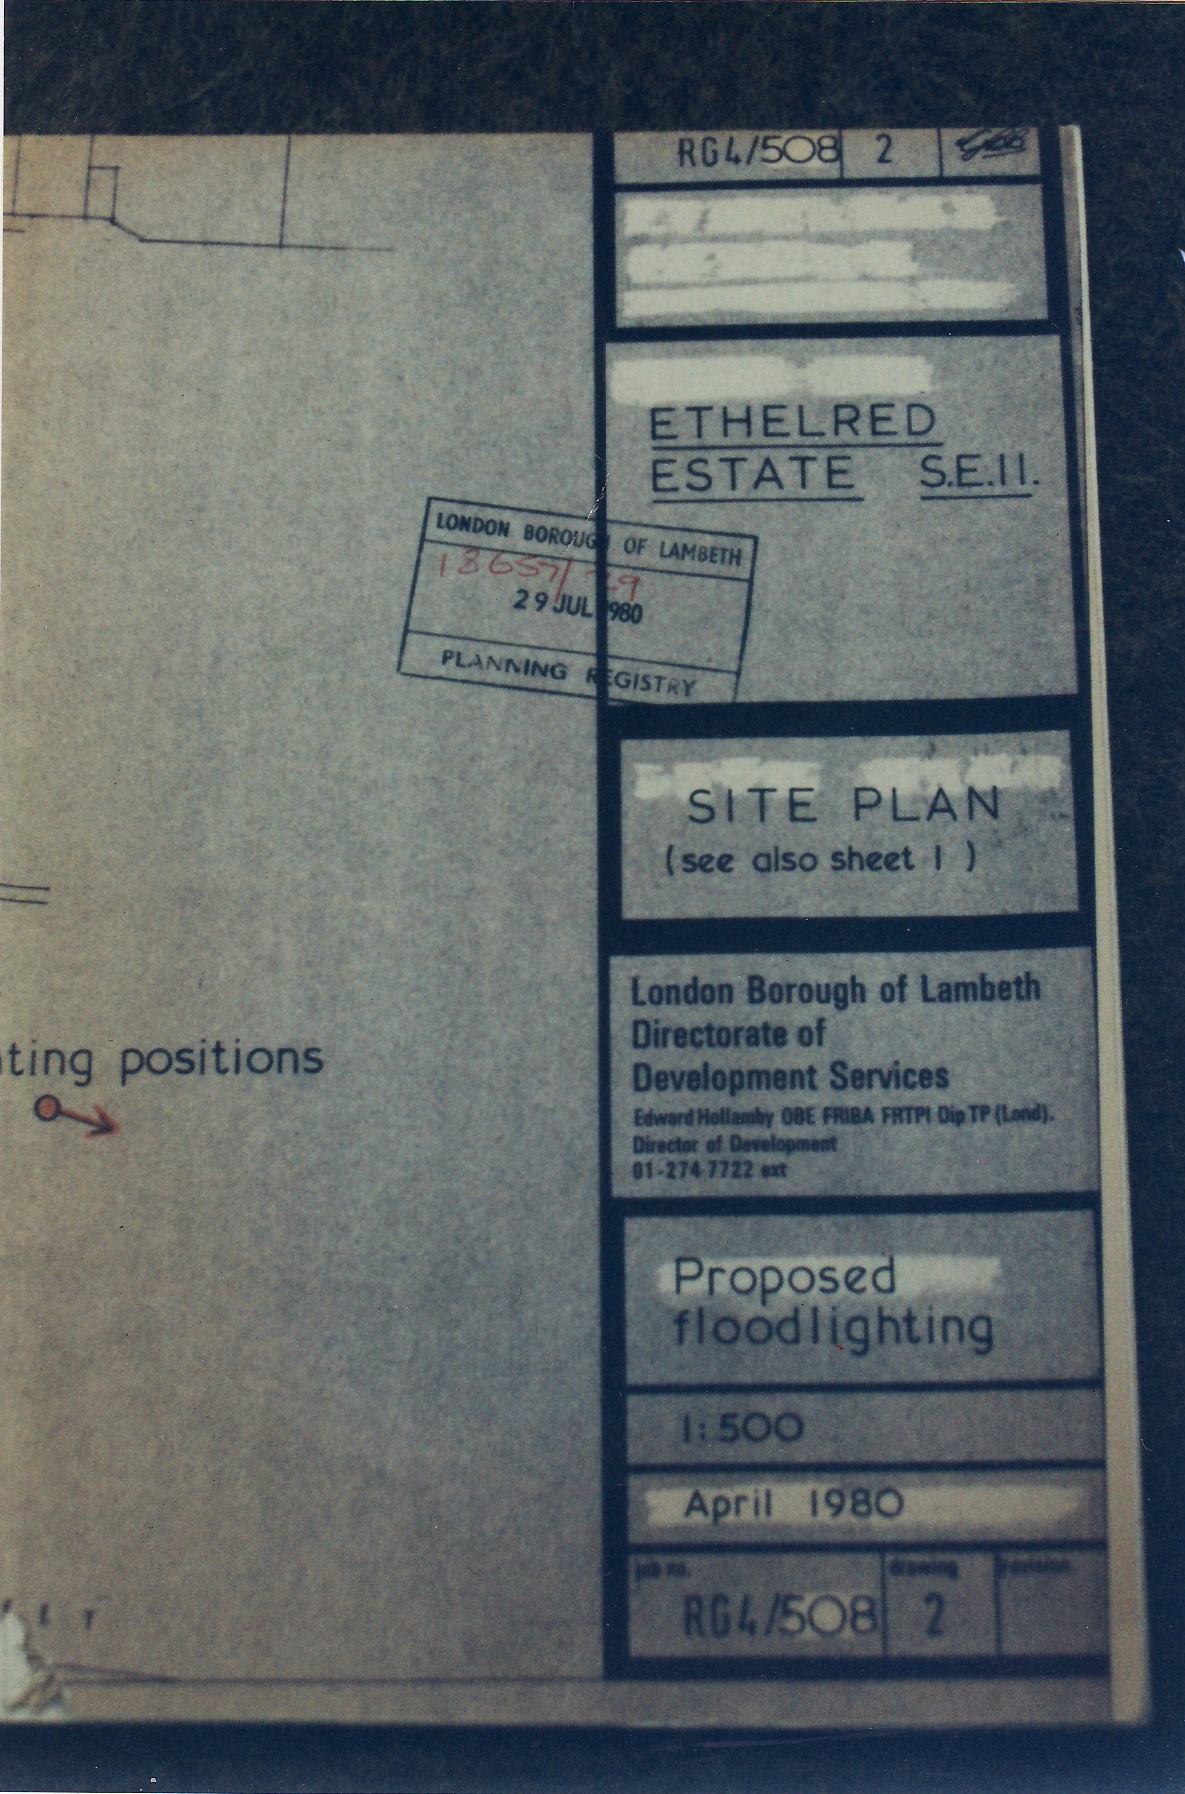 RG4/508 2
ETHELRED
ESTATE S.E.11.
LONDON BOROUGH OF LAMBETH
18657/ 29
29 JUL 1980
PLANNING REGISTRY
SITE PLAN
(see also sheet 1 )
London Borough of Lambeth
Directorate of
Development Services
Edward Hollamby OBE FRIBA FRTPI Dip TP (Lond).
Director of Development
01-274 7722 ext
ting positions
Proposed
floodlighting
1:500
April 1980
job no. drawing revision
RG4/508 2
E T